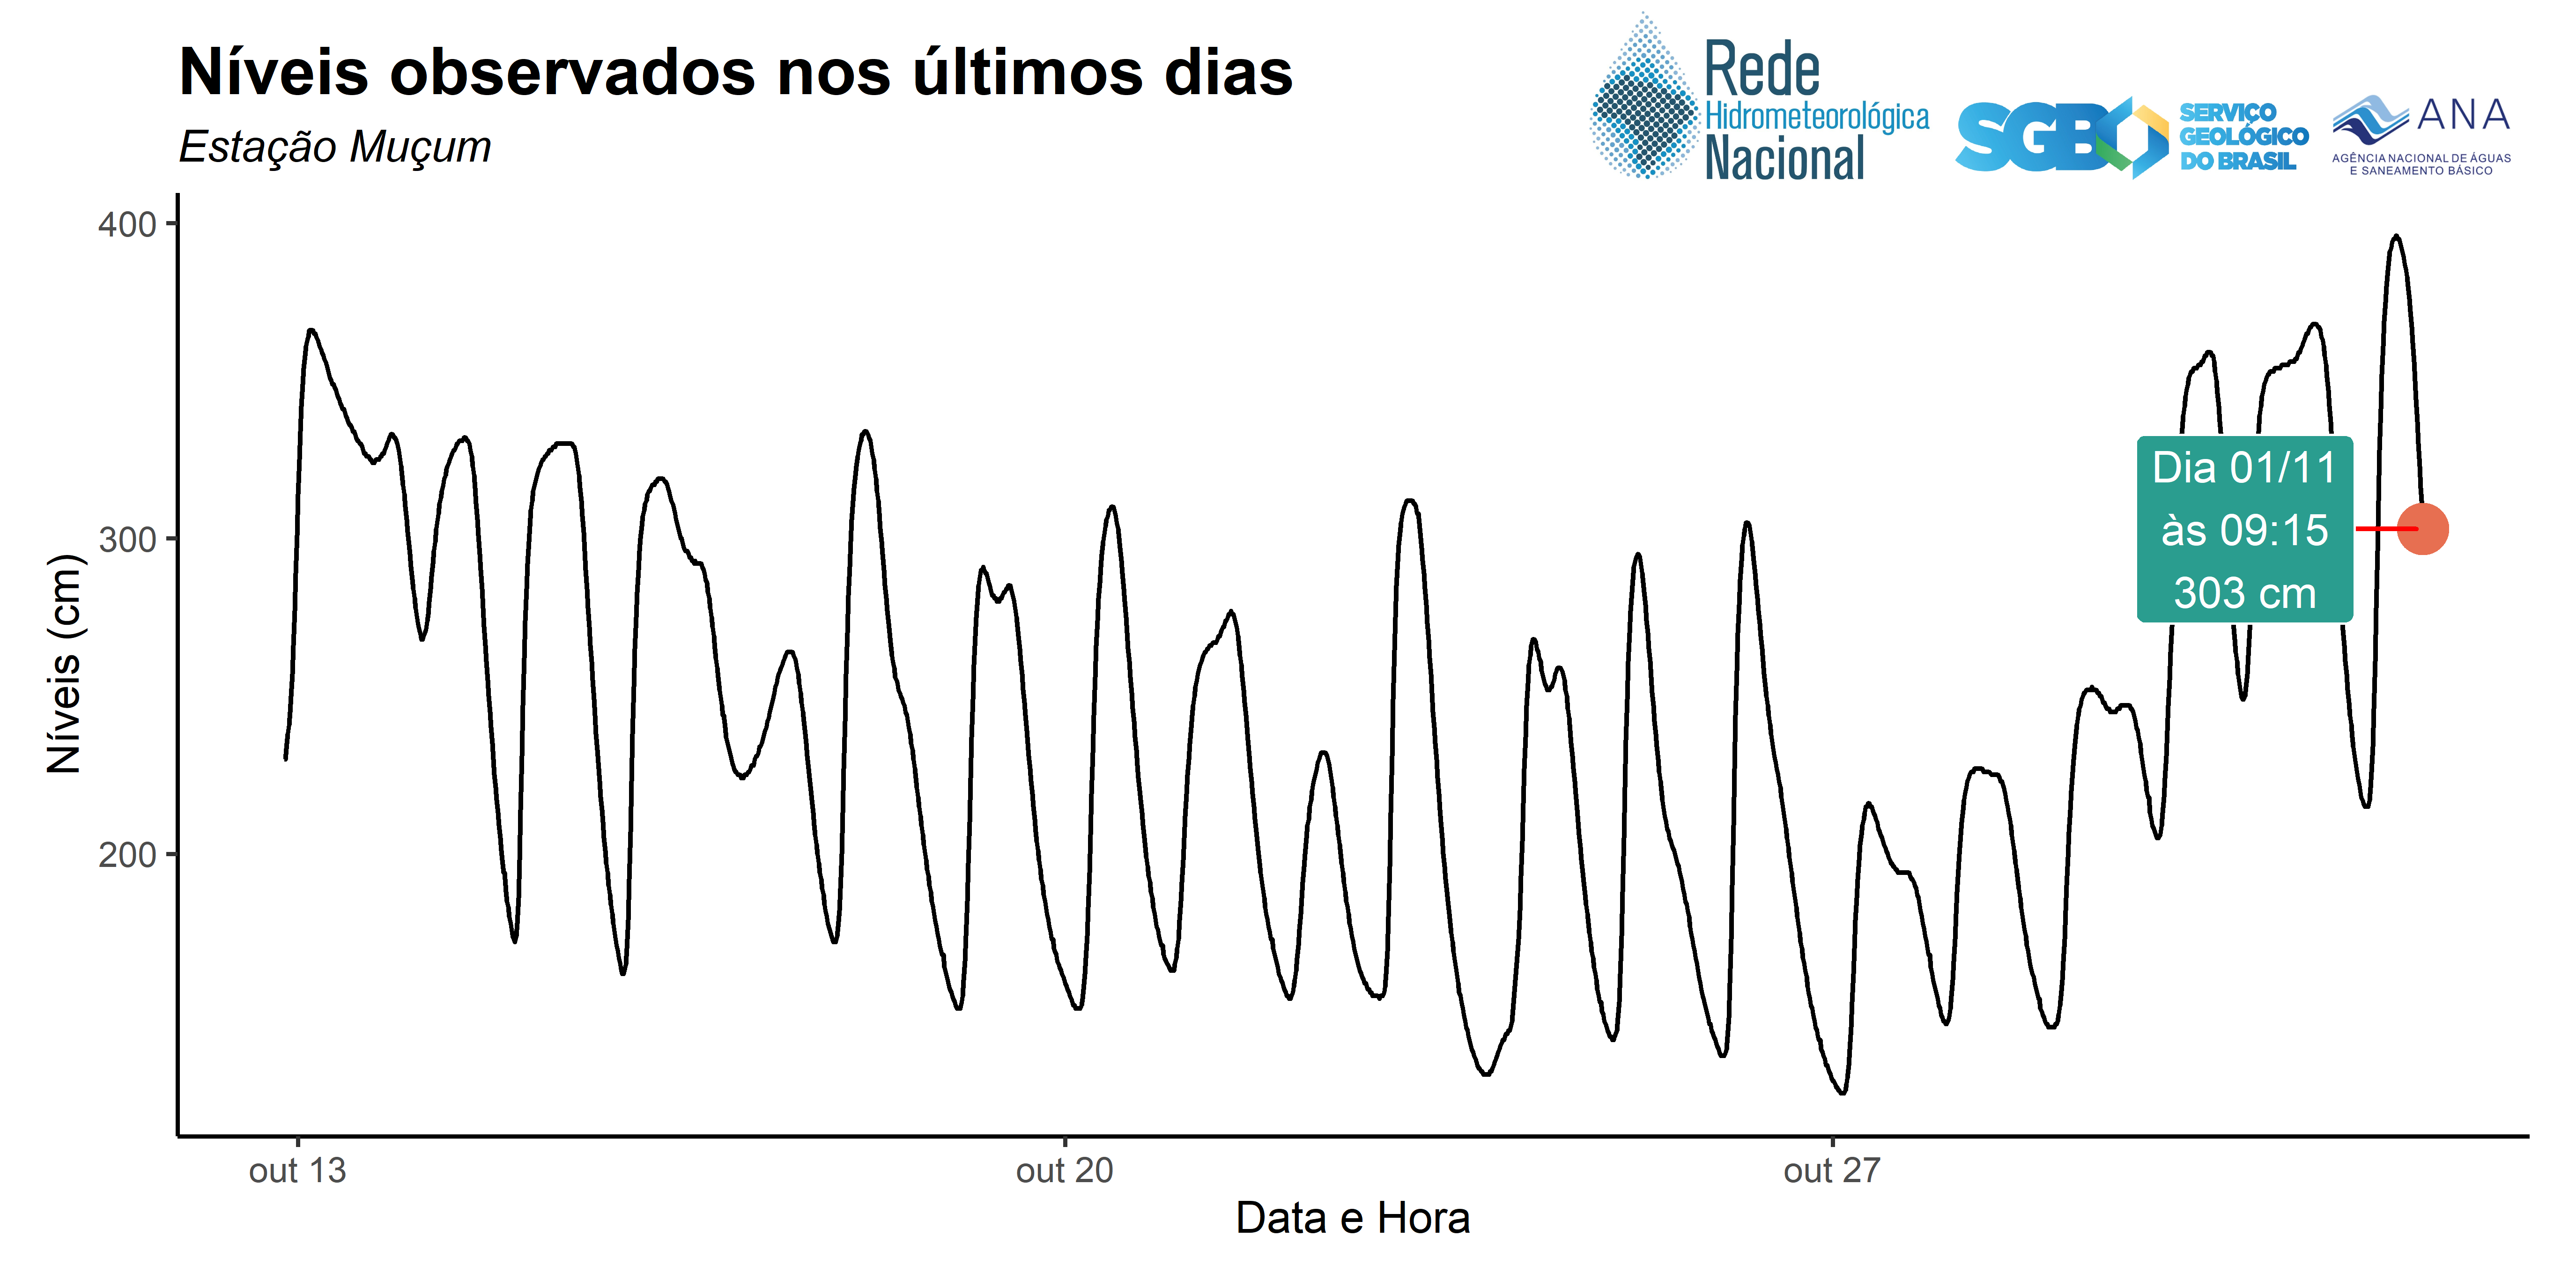 Níveis observados nos últimos dias
Estação Muçum
Rede
Hidrometeorológica
Nacional
SGB
SERVIÇO
GEOLÓGICO
DO BRASIL
ANA
AGÊNCIA NACIONAL DE ÁGUAS
E SANEAMENTO BÁSICO
400
300
200
Níveis (cm)
Dia 01/11
às 09:15
303 cm
out 13
out 20
out 27
Data e Hora